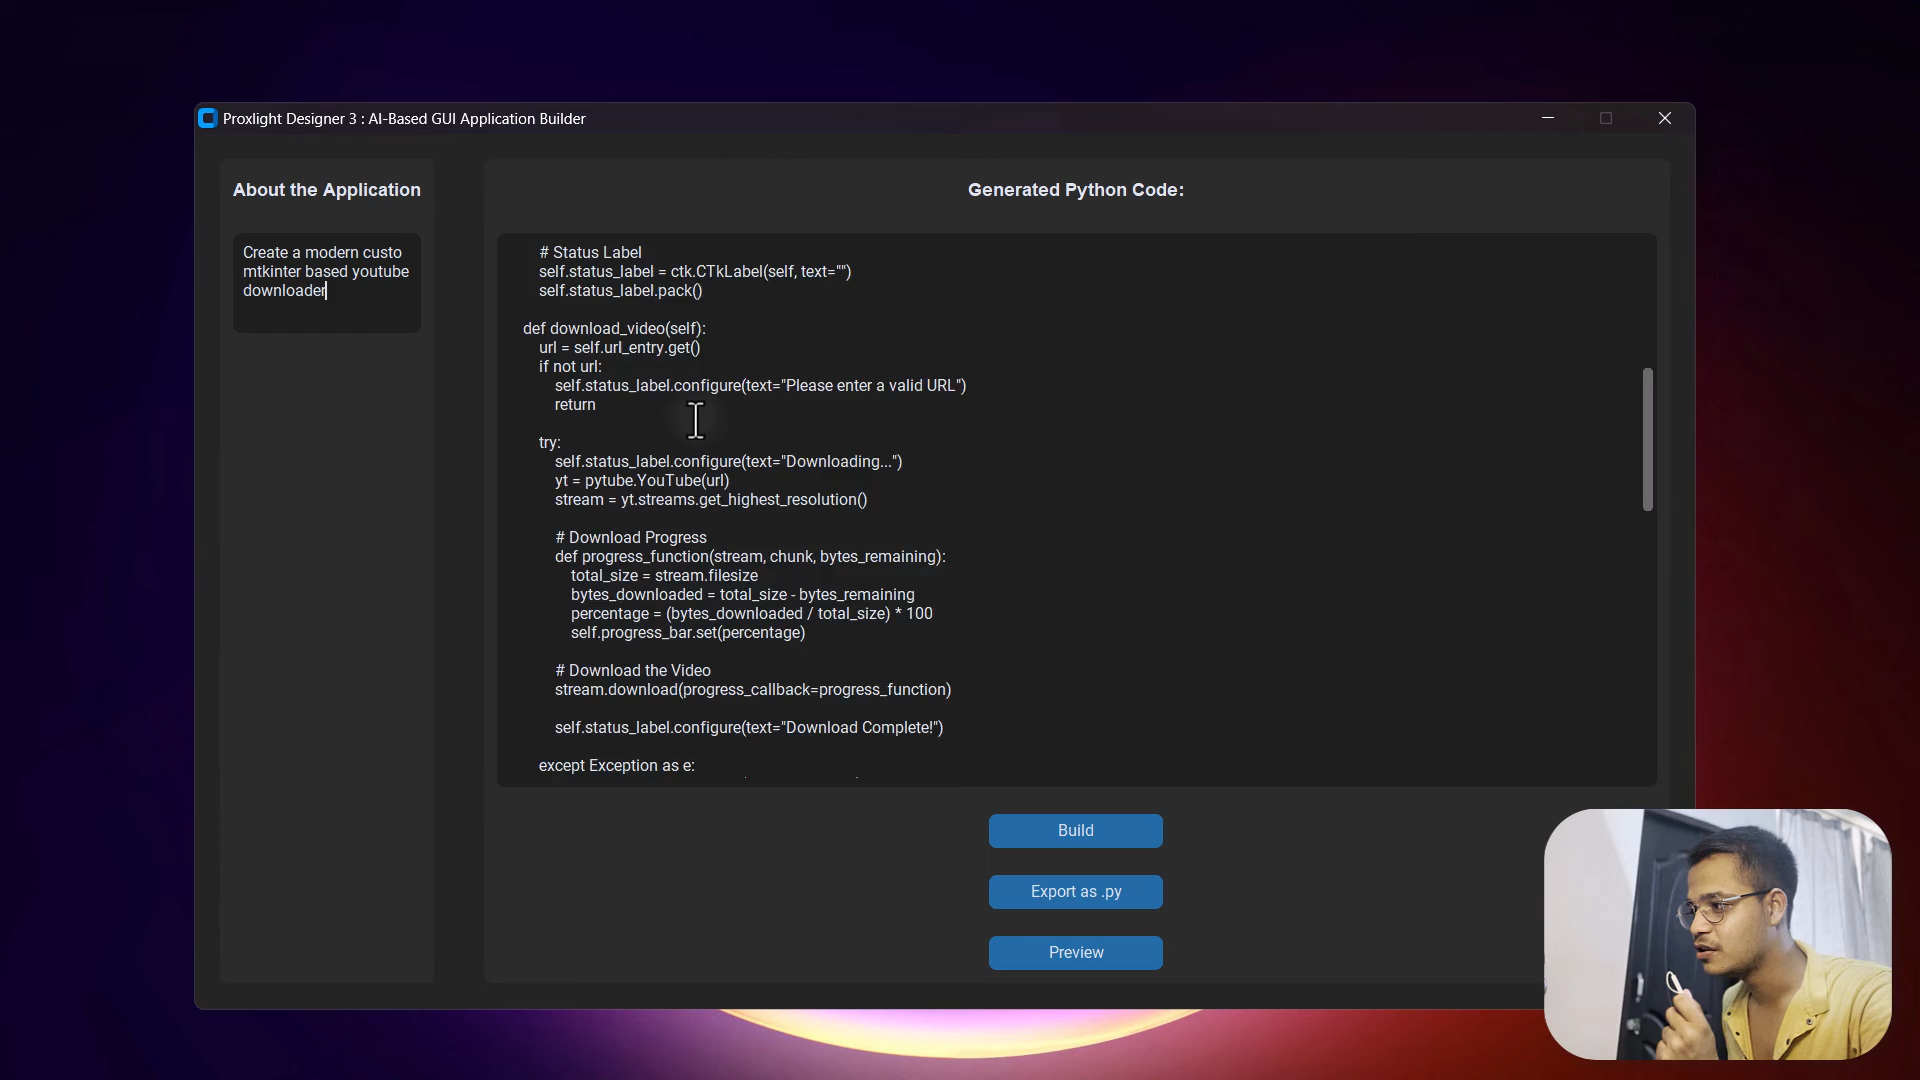 Proxlight Designer 3 : AI-Based GUI Application Builder
About the Application
Create a modern custo
mtkinter based youtube
downloader
Generated Python Code:
# Status Label
self.status_label = ctk.CTkLabel(self, text="")
self.status_label.pack()
def download_video(self):
url = self.url_entry.get()
if not url:
self.status_label.configure(text="Please enter a valid URL")
return
try:
self.status_label.configure(text="Downloading...")
yt = pytube.YouTube(url)
stream = yt.streams.get_highest_resolution()
# Download Progress
def progress_function(stream, chunk, bytes_remaining):
total_size = stream.filesize
bytes_downloaded = total_size - bytes_remaining
percentage = (bytes_downloaded / total_size) * 100
self.progress_bar.set(percentage)
# Download the Video
stream.download(progress_callback=progress_function)
self.status_label.configure(text="Download Complete!")
except Exception as e:
Build
Export as .py
Preview